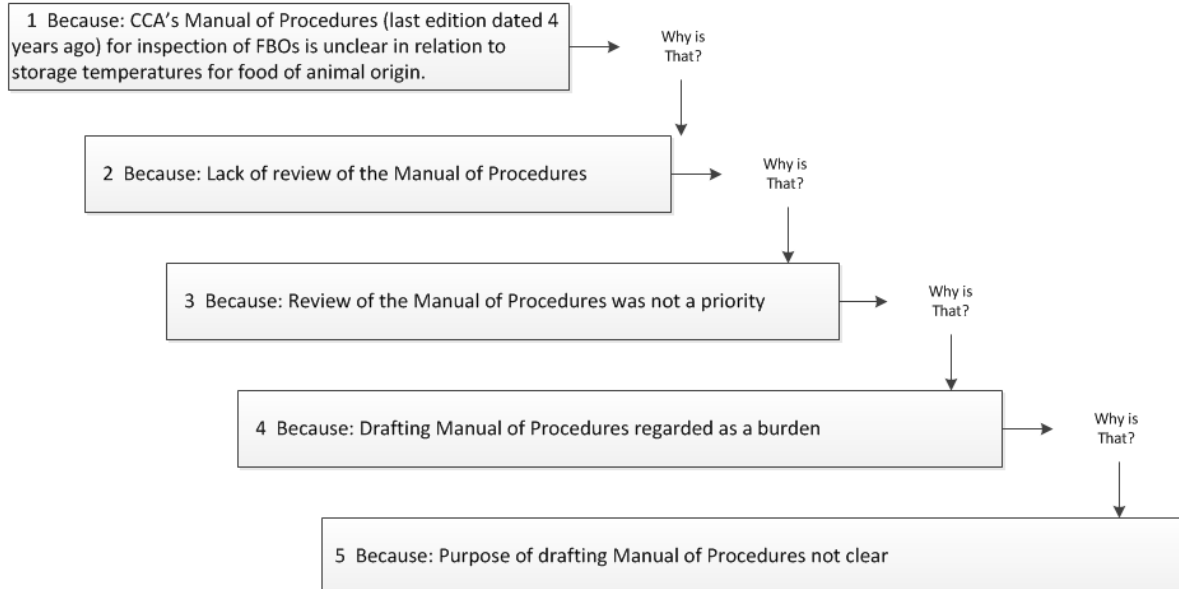 1 Because: CCA's Manual of Procedures (last edition dated 4
years ago) for inspection of FBOs is unclear in relation to
storage temperatures for food of animal origin.
Why is
That?
2 Because: Lack of review of the Manual of Procedures
Why is
That?
3 Because: Review of the Manual of Procedures was not a priority
Why is
That?
4 Because: Drafting Manual of Procedures regarded as a burden
Why is
That?
5 Because: Purpose of drafting Manual of Procedures not clear